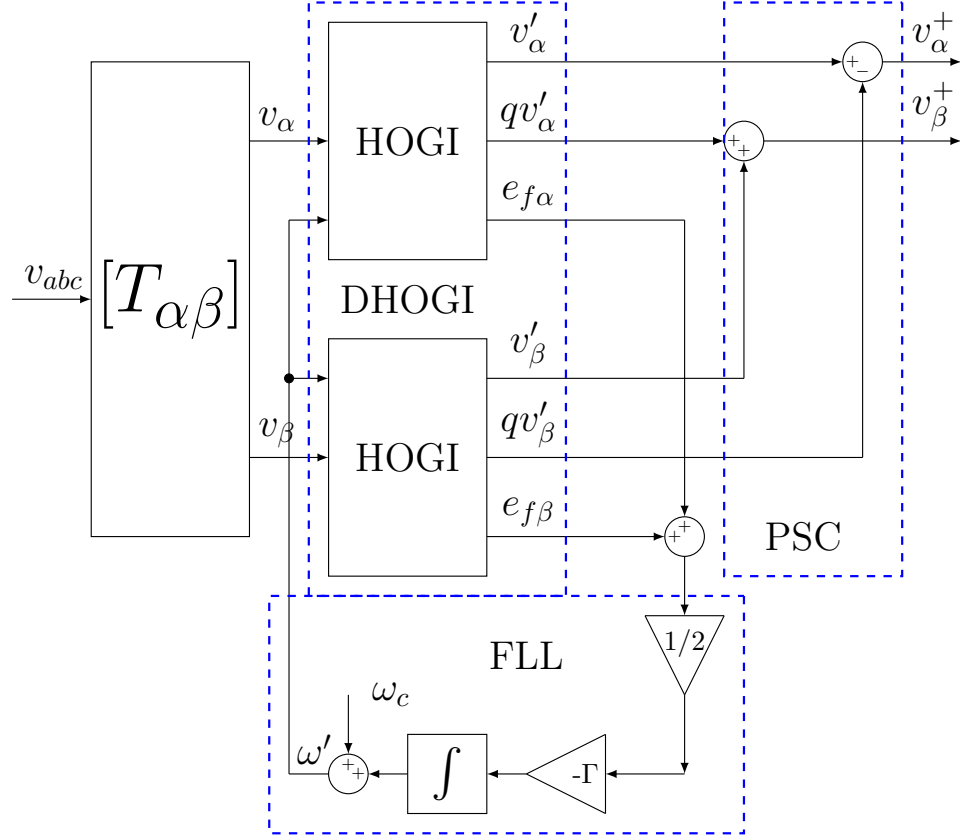 v′α
v+α
vα
qv′α
v+β
HOGI
+ −
+ +
efα
vabc
[Tαβ]
DHOGI
v′β
vβ
qv′β
HOGI
efβ
+ +
PSC
1/2
FLL
ωc
ω′
+ +
∫
-Γ